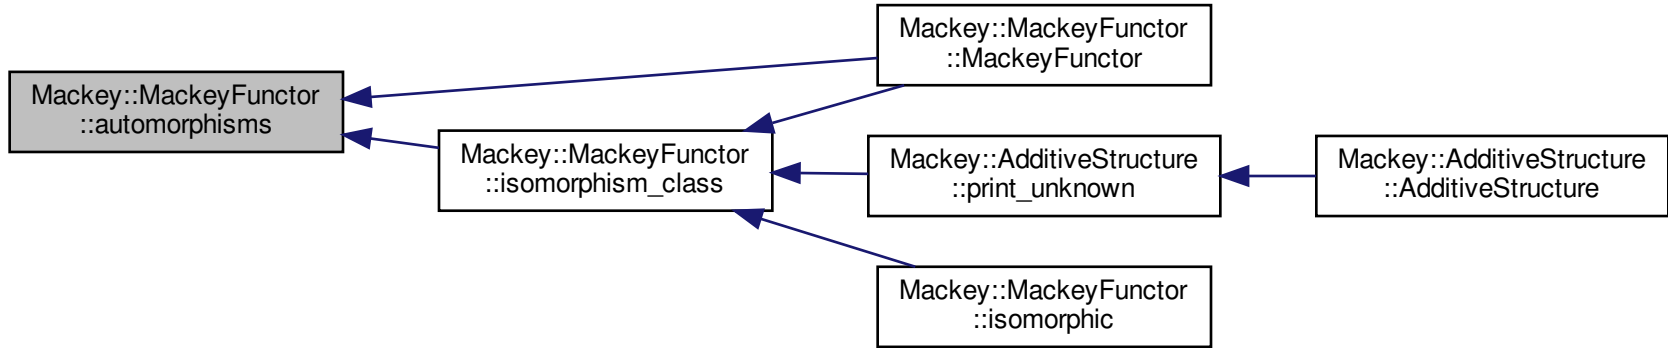 Mackey::MackeyFunctor
::automorphisms
Mackey::MackeyFunctor
::isomorphism_class
Mackey::MackeyFunctor
::MackeyFunctor
Mackey::AdditiveStructure
::print_unknown
Mackey::AdditiveStructure
::AdditiveStructure
Mackey::MackeyFunctor
::isomorphic